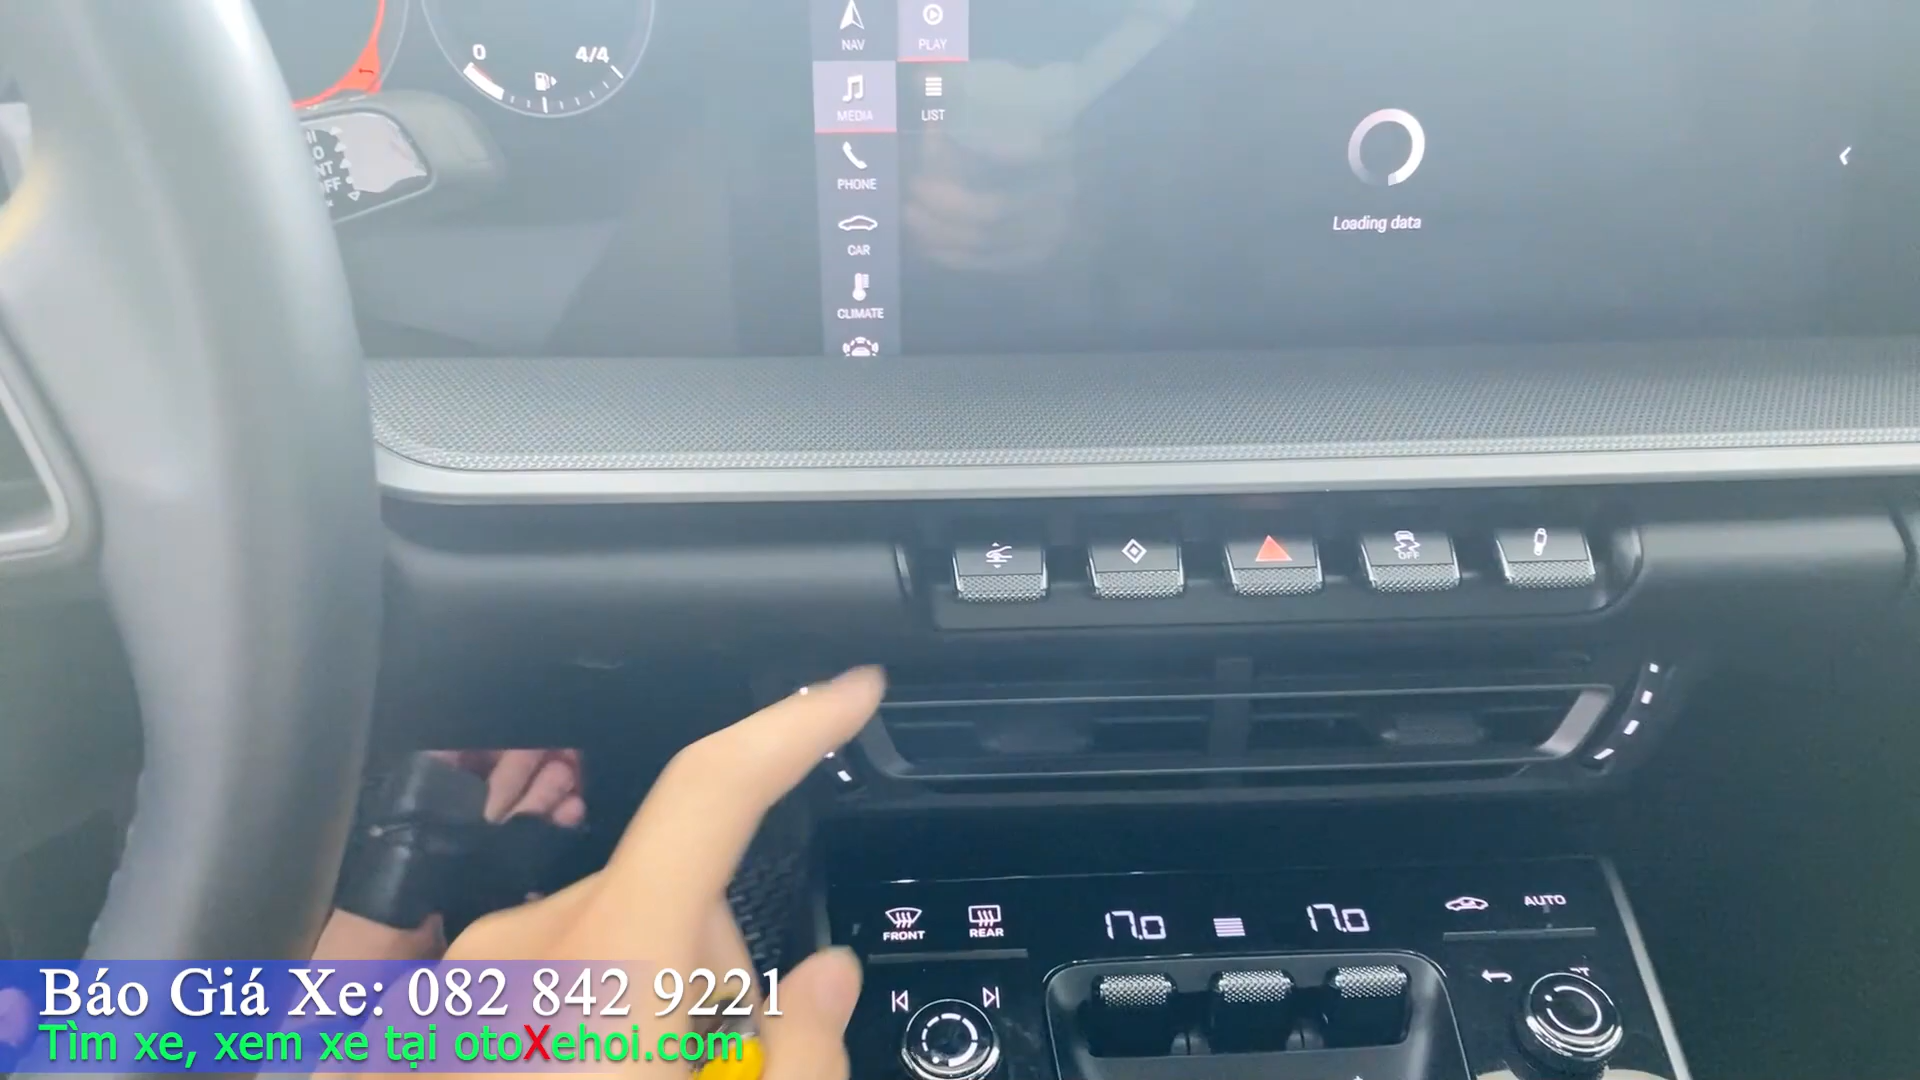 0 4/4
NAV
PLAY
MEDIA
LIST
PHONE
CAR
CLIMATE
Loading data
OFF
FRONT
REAR
17.0
17.0
AUTO
Báo Giá Xe: 082 842 9221
Tìm xe, xem xe tại otoXehoi.com